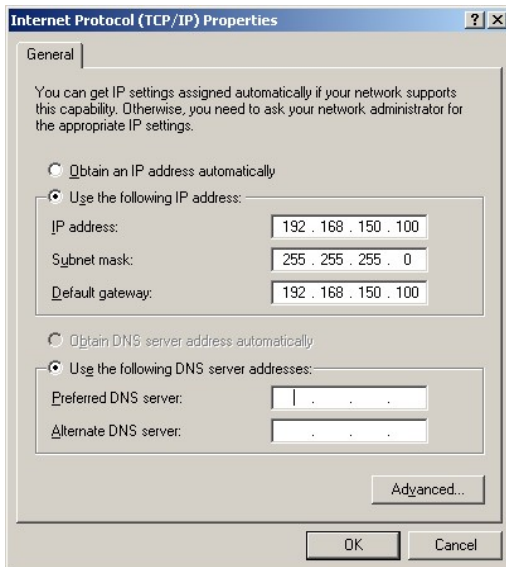 Internet Protocol (TCP/IP) Properties
General
You can get IP settings assigned automatically if your network supports
this capability. Otherwise, you need to ask your network administrator for
the appropriate IP settings.
Obtain an IP address automatically
Use the following IP address:
IP address: 192 . 168 . 150 . 100
Subnet mask: 255 . 255 . 255 . 0
Default gateway: 192 . 168 . 150 . 100
Obtain DNS server address automatically
Use the following DNS server addresses:
Preferred DNS server: . . .
Alternate DNS server: . . .
Advanced...
OK Cancel